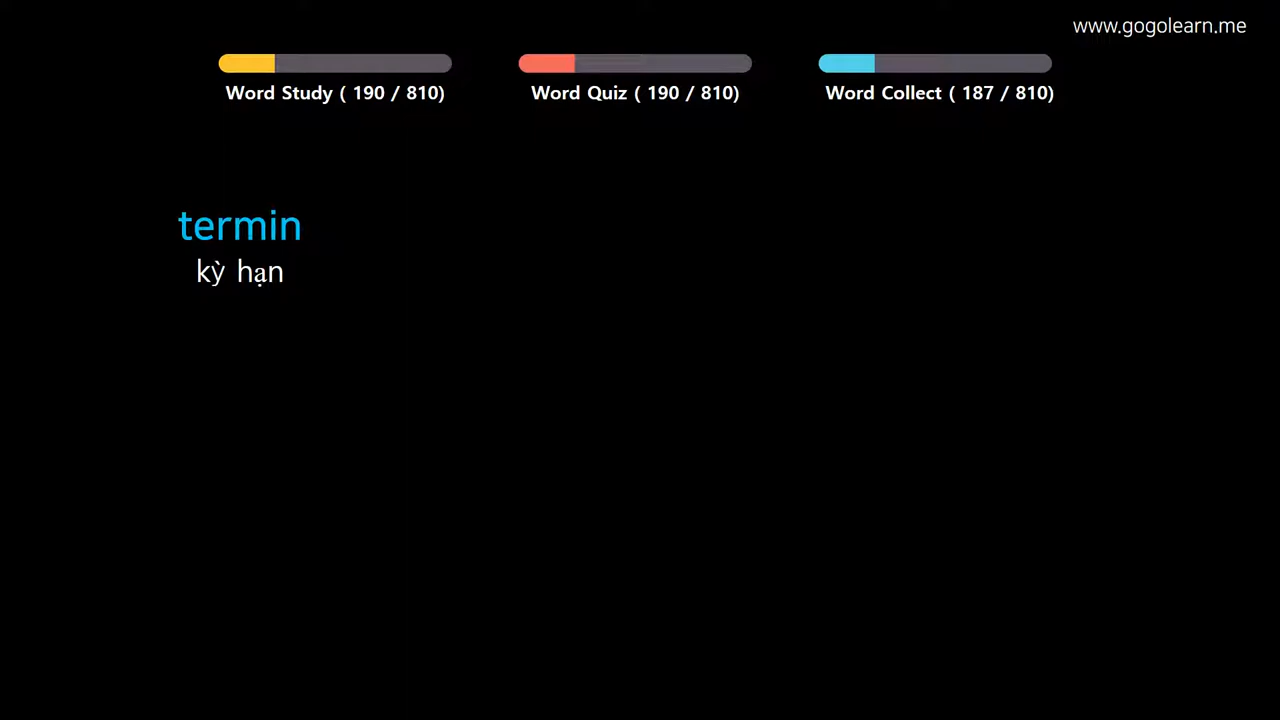 www.gogolearn.me
Word Study ( 190 / 810)
Word Quiz ( 190 / 810)
Word Collect ( 187 / 810)
termin
kỳ hạn